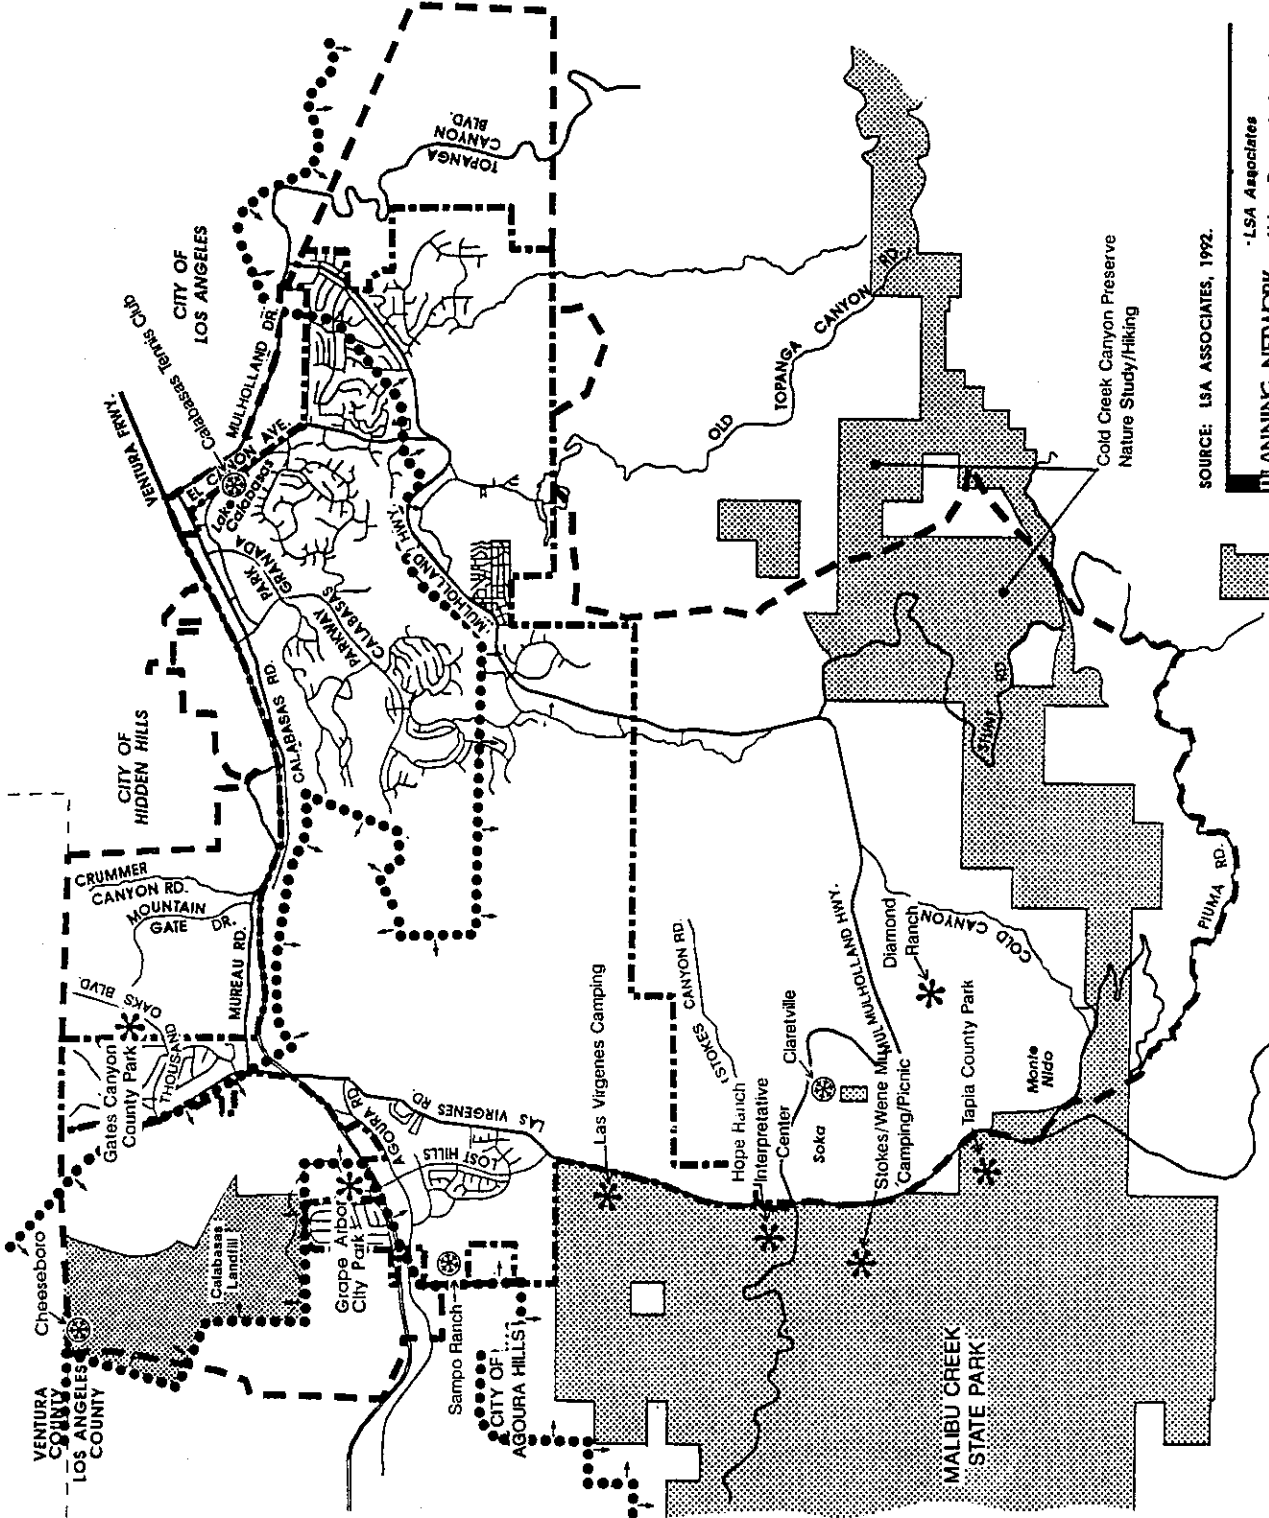 VENTURA
COUNTY
LOS ANGELES
COUNTY
Cheeseboro
Calabasas
Landfill
Gates Canyon
County Park
THOUSAND
OAKS BLVD.
MOUNTAIN
GATE DR.
CRUMMER
CANYON RD.
MUREAU RD.
CITY OF
HIDDEN HILLS
VENTURA FRWY.
CALABASAS RD.
PARK
GRANADA
PARKWAY
CALABASAS
Lake
Calabasas
Calabasas Tennis Club
MULHOLLAND DR.
CITY OF
LOS ANGELES
TOPANGA
CANYON
BLVD.
MULHOLLAND HWY.
Grape Arbor
City Park
AGOURA RD
LOST HILLS
LAS VIRGENES RD.
Sampo Ranch
CITY OF
AGOURA HILLS
Las Virgenes Camping
STOKES CANYON RD.
Hope Ranch
Interpretative
Center
Claretville
Soka
Stokes/Wene
Camping/Picnic
MULHOLLAND HWY.
Diamond
Ranch
COLD CANYON
Tapia County Park
Monte
Nido
PIUMA RD.
STUNT RD
OLD
TOPANGA
CANYON
RD
Cold Creek Canyon Preserve
Nature Study/Hiking
MALIBU CREEK
STATE PARK
SOURCE: LSA ASSOCIATES, 1992.
LSA Associates